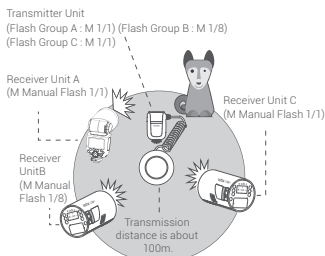 Transmitter Unit
(Flash Group A : M 1/1) (Flash Group B : M 1/8)
(Flash Group C : M 1/1)
Receiver Unit A
(M Manual Flash 1/1)
Receiver Unit C
(M Manual Flash 1/1)
Receiver
UnitB
(M Manual
Flash 1/8)
Transmission
distance is about
100m.